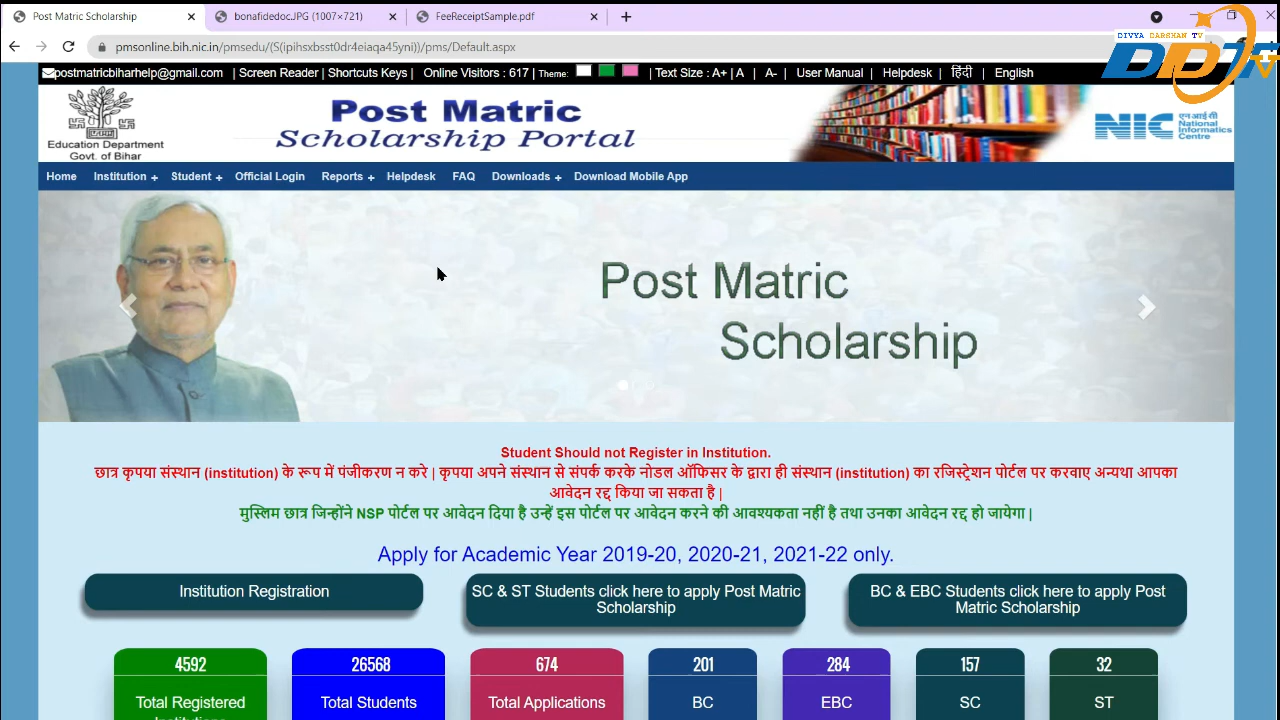 Post Matric Scholarship
bonafidedoc.JPG (1007×721)
FeeReceiptSample.pdf
DIVYA DARSHAN TV
DDTV
pmsonline.bih.nic.in/pmsedu/(S(ipihsxbsst0dr4eiaqa45yni))/pms/Default.aspx
postmatricbiharhelp@gmail.com | Screen Reader | Shortcuts Keys | Online Visitors : 617 | Theme: | Text Size : A+ | A | A- | User Manual | Helpdesk | हिंदी | English
Education Department
Govt. of Bihar
Post Matric
Scholarship Portal
NIC एन आई सी
National
Informatics
Centre
Home Institution + Student + Official Login Reports + Helpdesk FAQ Downloads + Download Mobile App
Post Matric
Scholarship
Student Should not Register in Institution.
छात्र कृपया संस्थान (institution) के रूप में पंजीकरण न करे | कृपया अपने संस्थान से संपर्क करके नोडल ऑफिसर के द्वारा ही संस्थान (institution) का रजिस्ट्रेशन पोर्टल पर करवाए अन्यथा आपका
आवेदन रद्द किया जा सकता है |
मुस्लिम छात्र जिन्होंने NSP पोर्टल पर आवेदन दिया है उन्हें इस पोर्टल पर आवेदन करने की आवश्यकता नहीं है तथा उनका आवेदन रद्द हो जायेगा |
Apply for Academic Year 2019-20, 2020-21, 2021-22 only.
Institution Registration
SC & ST Students click here to apply Post Matric
Scholarship
BC & EBC Students click here to apply Post
Matric Scholarship
4592 26568 674 201 284 157 32
Total Registered Total Students Total Applications BC EBC SC ST